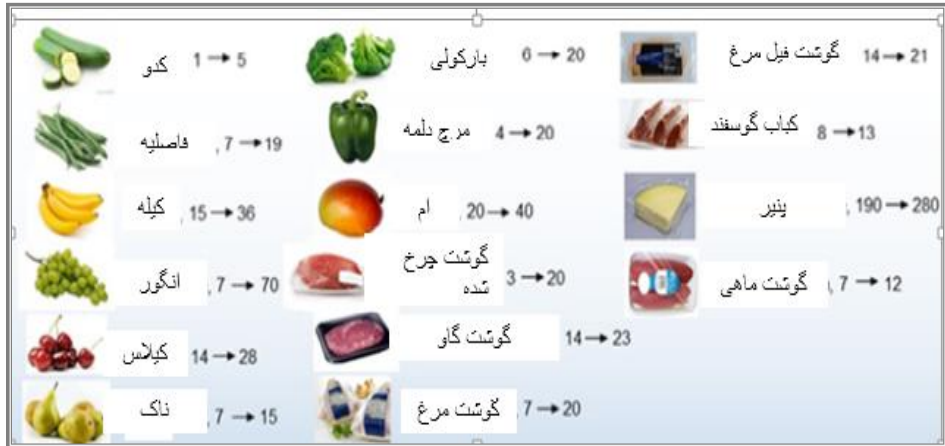 کدو 1 → 5
بارکولی 6 → 20
گوشت فیل مرغ 14 → 21
فاصلیه , 7 → 19
مرچ دلمه 4 → 20
کباب گوسفند 8 → 13
کیله , 15 → 36
ام , 20 → 40
پنیر , 190 → 280
انگور , 7 → 70
گوشت چرخ
شده 3 → 20
گوشت ماهی , 7 → 12
کیلاس 14 → 28
گوشت گاو 14 → 23
ناک , 7 → 15
گوشت مرغ , 7 → 20